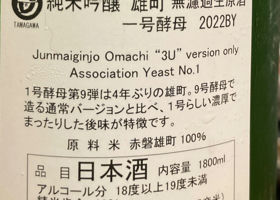 TAMAGAWA
純米吟醸 雄町 無濾過生原酒
一号酵母 2022BY
Junmaiginjo Omachi "3U" version only
Association Yeast No.1
1号酵母第9弾は4年ぶりの雄町。9号酵母で
造る通常バージョンと比べ、1号らしい濃厚で
まったりした後味が特徴です。
原料米 赤磐雄町100%
品目 日本酒 内容量 1800ml
アルコール分 18度以上19度未満